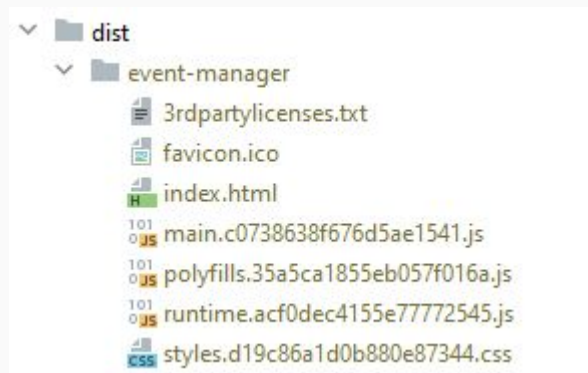 dist
event-manager
3rdpartylicenses.txt
favicon.ico
index.html
main.c0738638f676d5ae1541.js
polyfills.35a5ca1855eb057f016a.js
runtime.acf0dec4155e77772545.js
styles.d19c86a1d0b880e87344.css